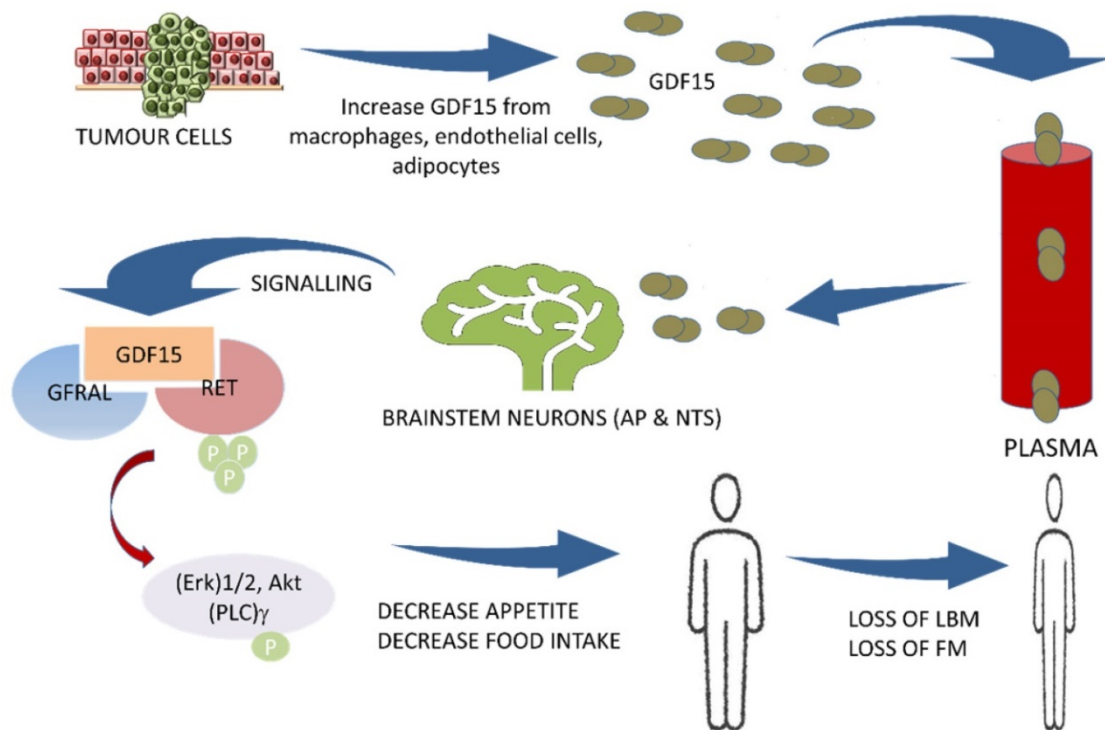 TUMOUR CELLS
Increase GDF15 from
macrophages, endothelial cells,
adipocytes
GDF15
PLASMA
BRAINSTEM NEURONS (AP & NTS)
SIGNALLING
GDF15
GFRAL
RET
P
P
P
(Erk)1/2, Akt
(PLC)γ
P
DECREASE APPETITE
DECREASE FOOD INTAKE
LOSS OF LBM
LOSS OF FM